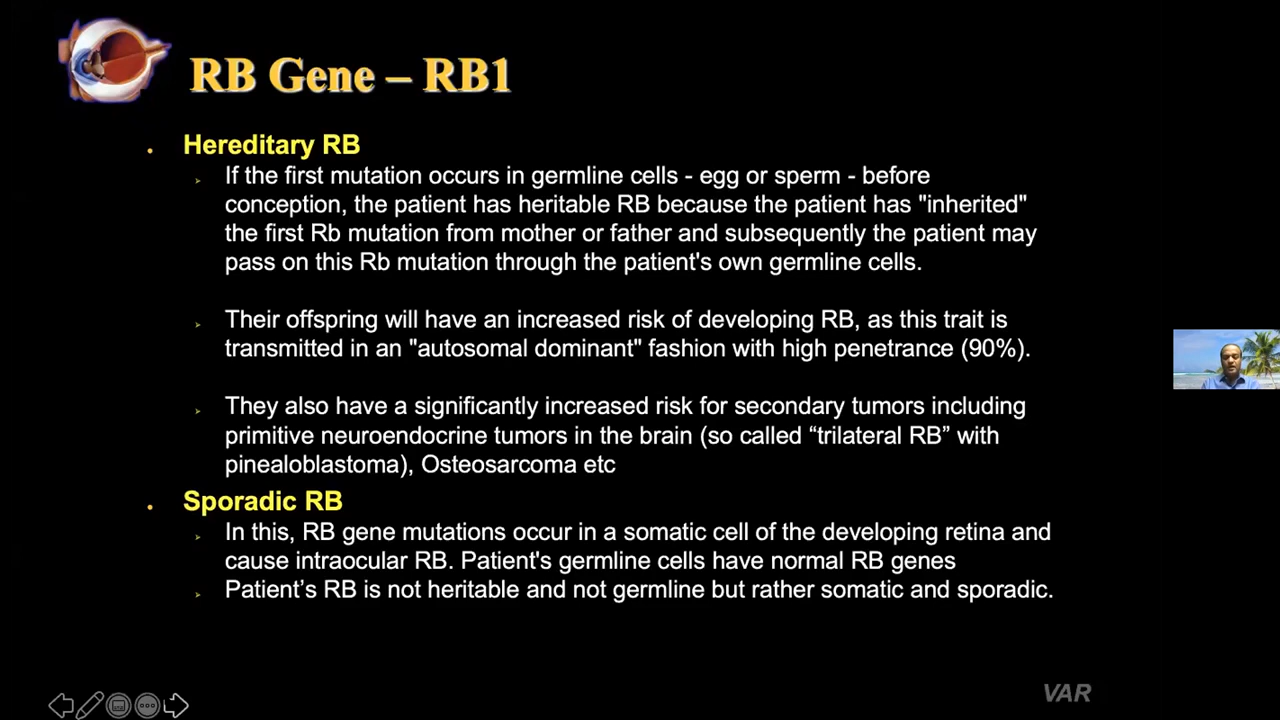 RB Gene – RB1
Hereditary RB
If the first mutation occurs in germline cells - egg or sperm - before
conception, the patient has heritable RB because the patient has "inherited"
the first Rb mutation from mother or father and subsequently the patient may
pass on this Rb mutation through the patient's own germline cells.
Their offspring will have an increased risk of developing RB, as this trait is
transmitted in an "autosomal dominant" fashion with high penetrance (90%).
They also have a significantly increased risk for secondary tumors including
primitive neuroendocrine tumors in the brain (so called “trilateral RB” with
pinealoblastoma), Osteosarcoma etc
Sporadic RB
In this, RB gene mutations occur in a somatic cell of the developing retina and
cause intraocular RB. Patient's germline cells have normal RB genes
Patient’s RB is not heritable and not germline but rather somatic and sporadic.
VAR